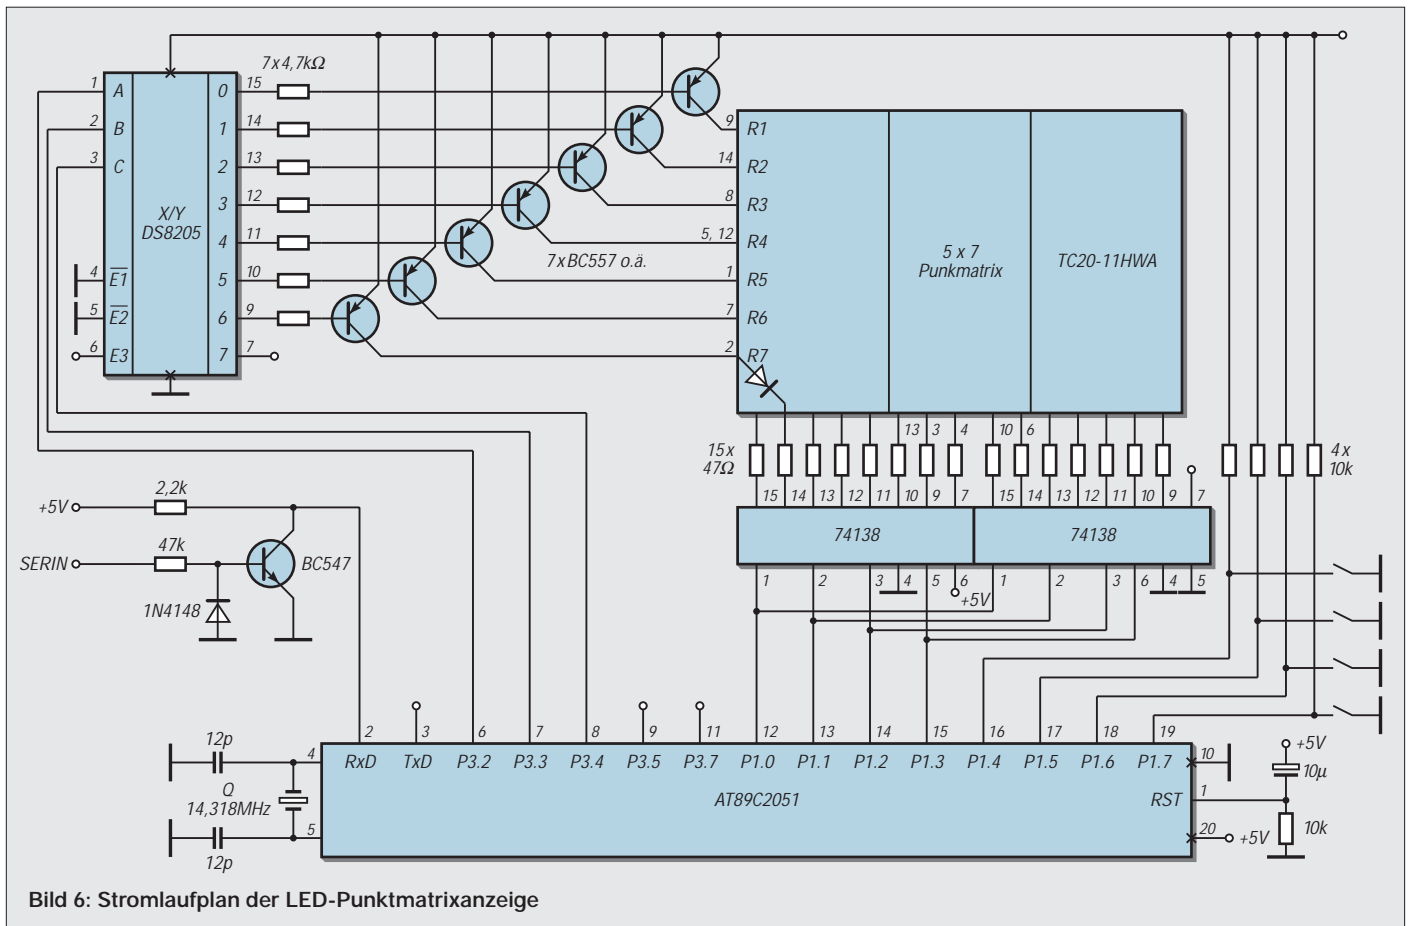 7x4,7kΩ
1 A 0 15
2 B 1 14
3 C 2 13
3 12
X/Y
DS8205
4 11
4 E1 5 10
5 E2 6 9
6 E3 7 7
7xBC557 o.ä.
9 R1
14 R2
8 R3
5, 12 R4
1 R5
7 R6
2 R7
5 x 7
Punkmatrix
TC20-11HWA
13 3 4 10 6
15x
47Ω
4x
10k
15 14 13 12 11 10 9 7 15 14 13 12 11 10 9 7
74138 74138
1 2 3 4 5 6 1 2 3 6 4 5
+5V
+5V
2,2k
SERIN
47k
BC547
1N4148
2 3 6 7 8 9 11 12 13 14 15 16 17 18 19
RxD TxD P3.2 P3.3 P3.4 P3.5 P3.7 P1.0 P1.1 P1.2 P1.3 P1.4 P1.5 P1.6 P1.7
12p
4
Q
14,318MHz
5
12p
AT89C2051
10
RST 1
20 +5V
+5V
10µ
10k
Bild 6: Stromlaufplan der LED-Punktmatrixanzeige